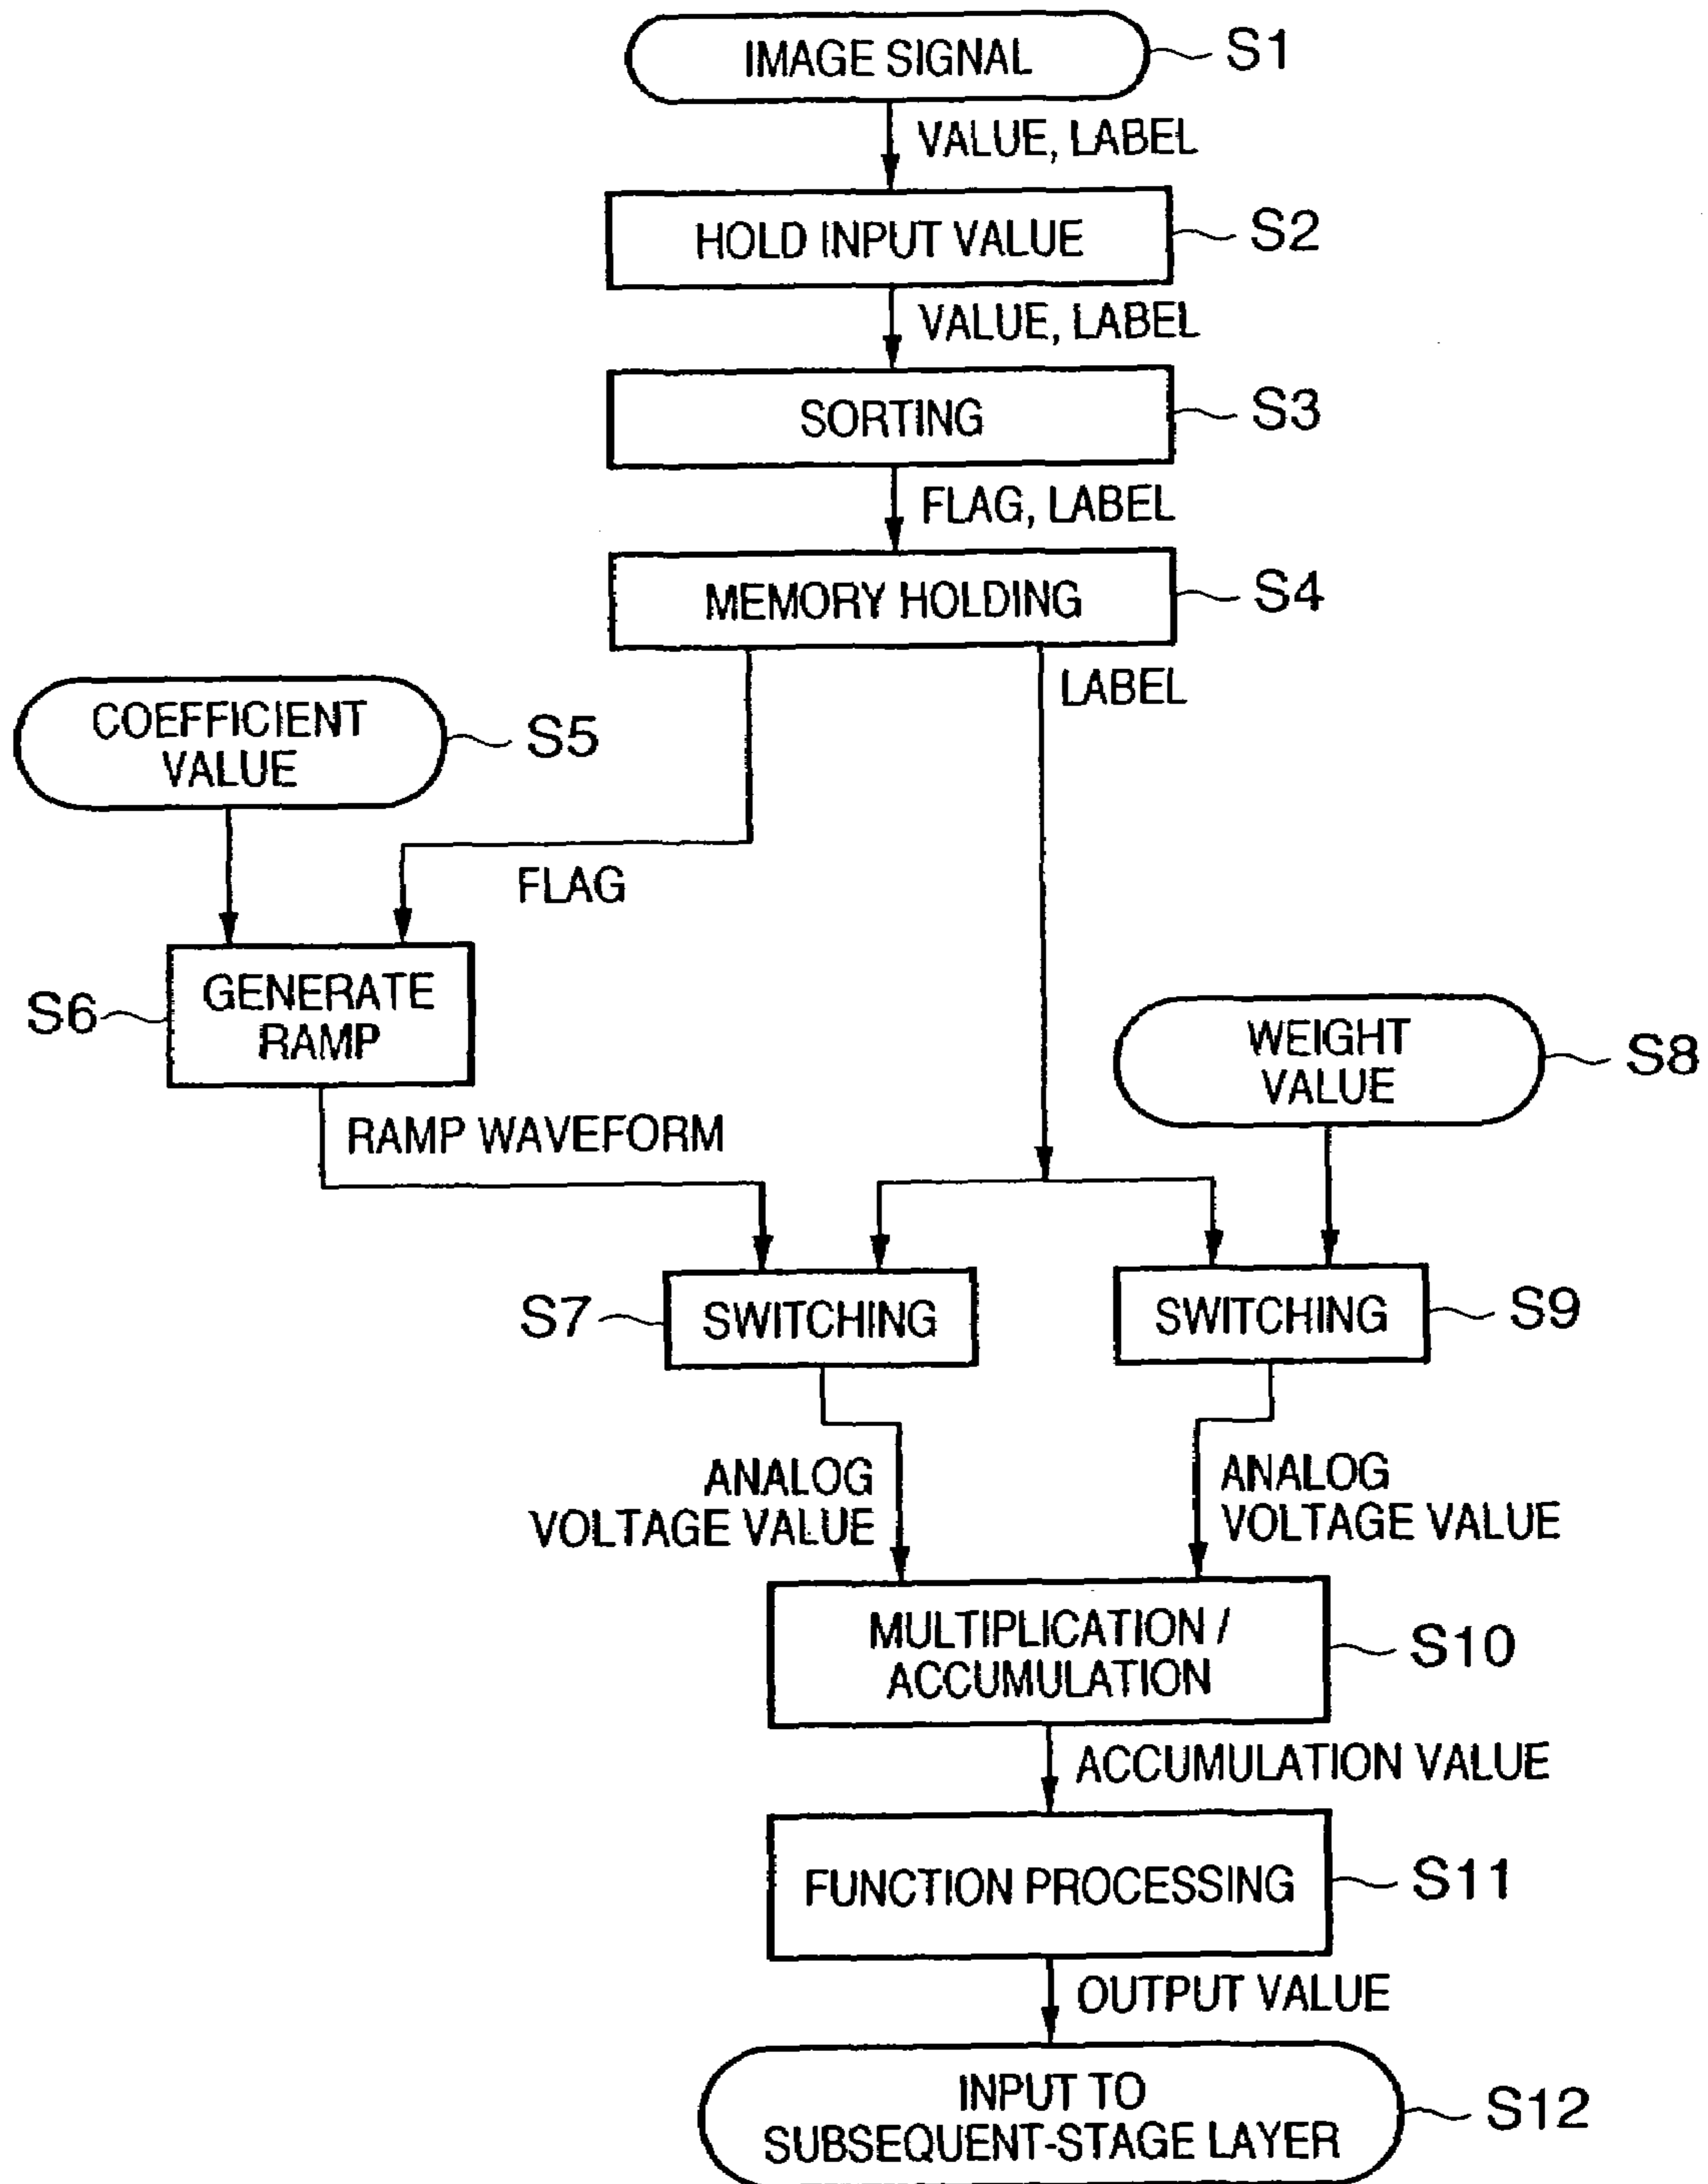 IMAGE SIGNAL
S1
VALUE, LABEL
HOLD INPUT VALUE
S2
VALUE, LABEL
SORTING
S3
FLAG, LABEL
MEMORY HOLDING
S4
LABEL
COEFFICIENT
VALUE
S5
FLAG
GENERATE
RAMP
S6
RAMP WAVEFORM
WEIGHT
VALUE
S8
S7
SWITCHING
SWITCHING
S9
ANALOG
VOLTAGE VALUE
ANALOG
VOLTAGE VALUE
MULTIPLICATION /
ACCUMULATION
S10
ACCUMULATION VALUE
FUNCTION PROCESSING
S11
OUTPUT VALUE
INPUT TO
SUBSEQUENT-STAGE LAYER
S12